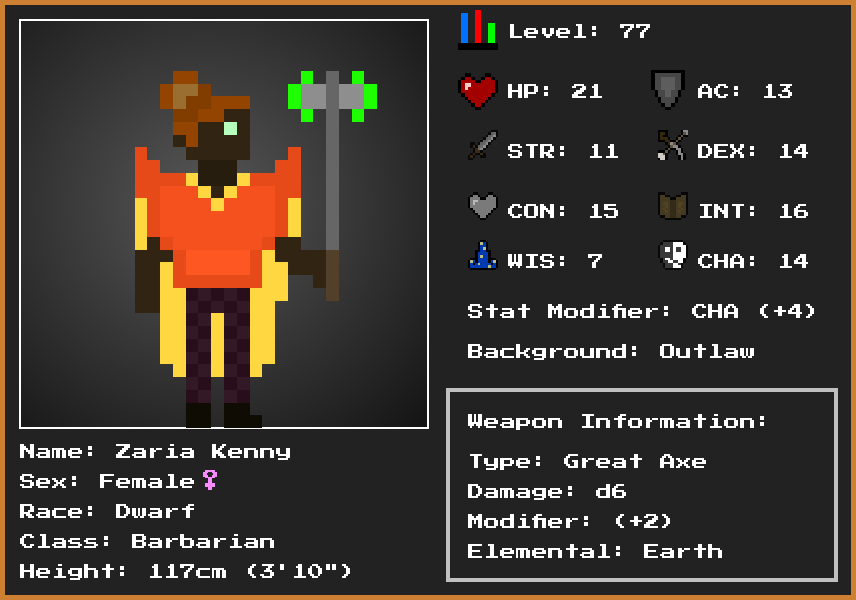 Level: 77
HP: 21
AC: 13
STR: 11
DEX: 14
CON: 15
INT: 16
WIS: 7
CHA: 14
Stat Modifier: CHA (+4)
Background: Outlaw
Weapon Information:
Type: Great Axe
Damage: d6
Modifier: (+2)
Elemental: Earth
Name: Zaria Kenny
Sex: Female♀
Race: Dwarf
Class: Barbarian
Height: 117cm (3'10")